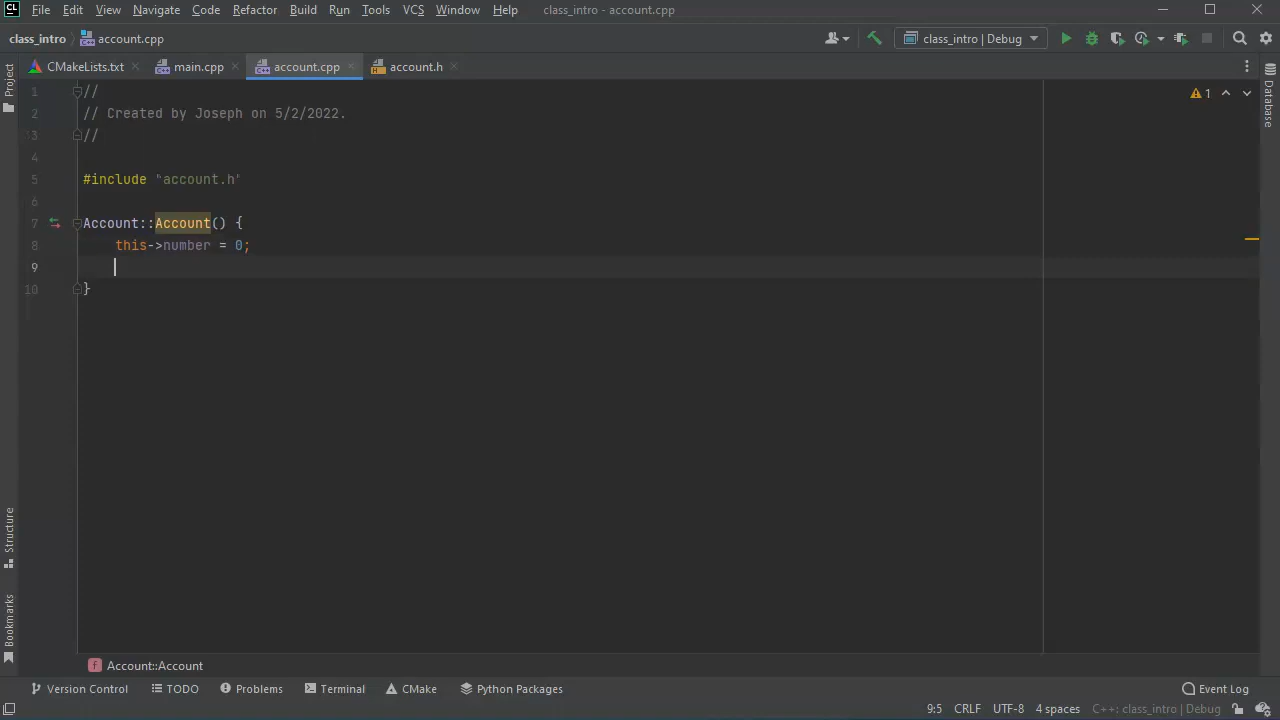 CL File Edit View Navigate Code Refactor Build Run Tools VCS Window Help class_intro - account.cpp
class_intro account.cpp class_intro | Debug
CMakeLists.txt main.cpp account.cpp account.h
Project
Database
1 //
2 // Created by Joseph on 5/2/2022.
3 //
4
5 #include "account.h"
6
7 Account::Account() {
8 this->number = 0;
9
10 }
1
Structure
Bookmarks
f Account::Account
Version Control TODO Problems Terminal CMake Python Packages Event Log
9:5 CRLF UTF-8 4 spaces C++: class_intro | Debug